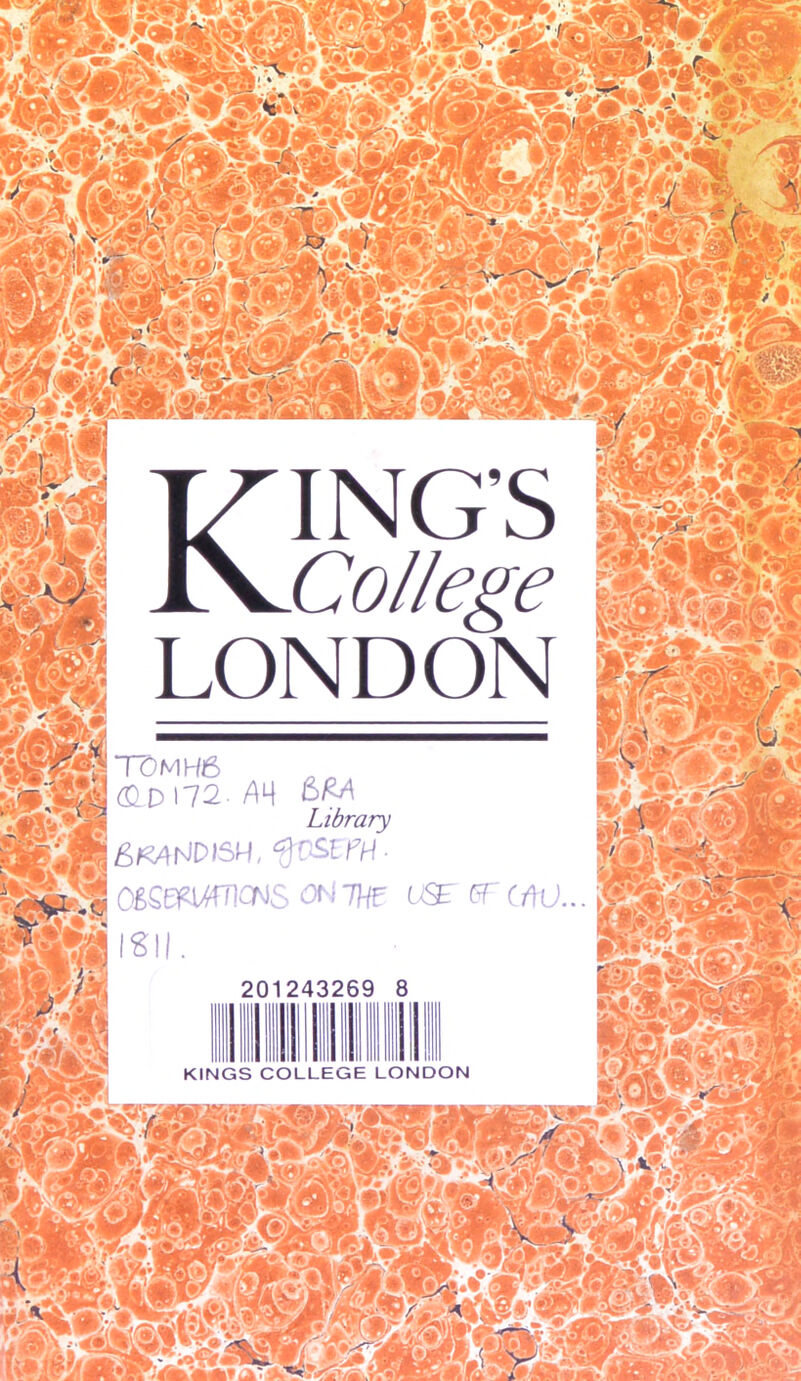 KING'S
College
LONDON
TOMHB
QD172. A4 BRA
Library
BRANDISH, JOSEPH.
OBSERVATIONS ON THE USE OF CAU...
1811.
201243269 8
KINGS COLLEGE LONDON